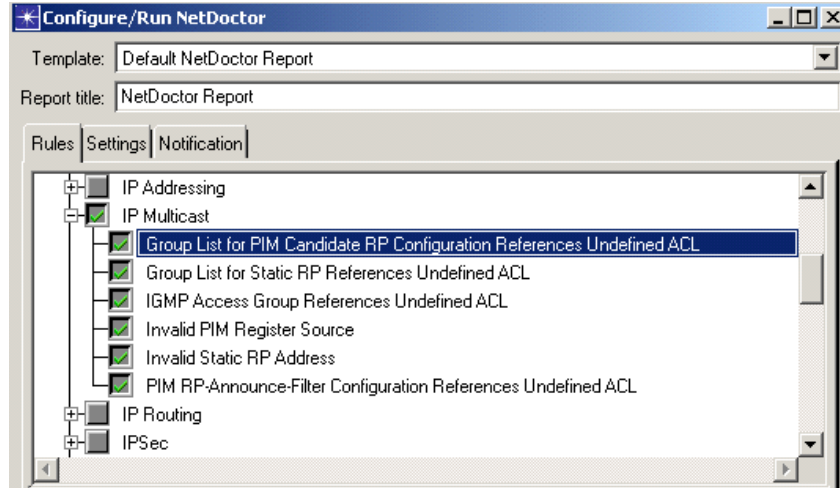 Configure/Run NetDoctor
Template: Default NetDoctor Report
Report title: NetDoctor Report
Rules Settings Notification
IP Addressing
IP Multicast
Group List for PIM Candidate RP Configuration References Undefined ACL
Group List for Static RP References Undefined ACL
IGMP Access Group References Undefined ACL
Invalid PIM Register Source
Invalid Static RP Address
PIM RP-Announce-Filter Configuration References Undefined ACL
IP Routing
IPSec